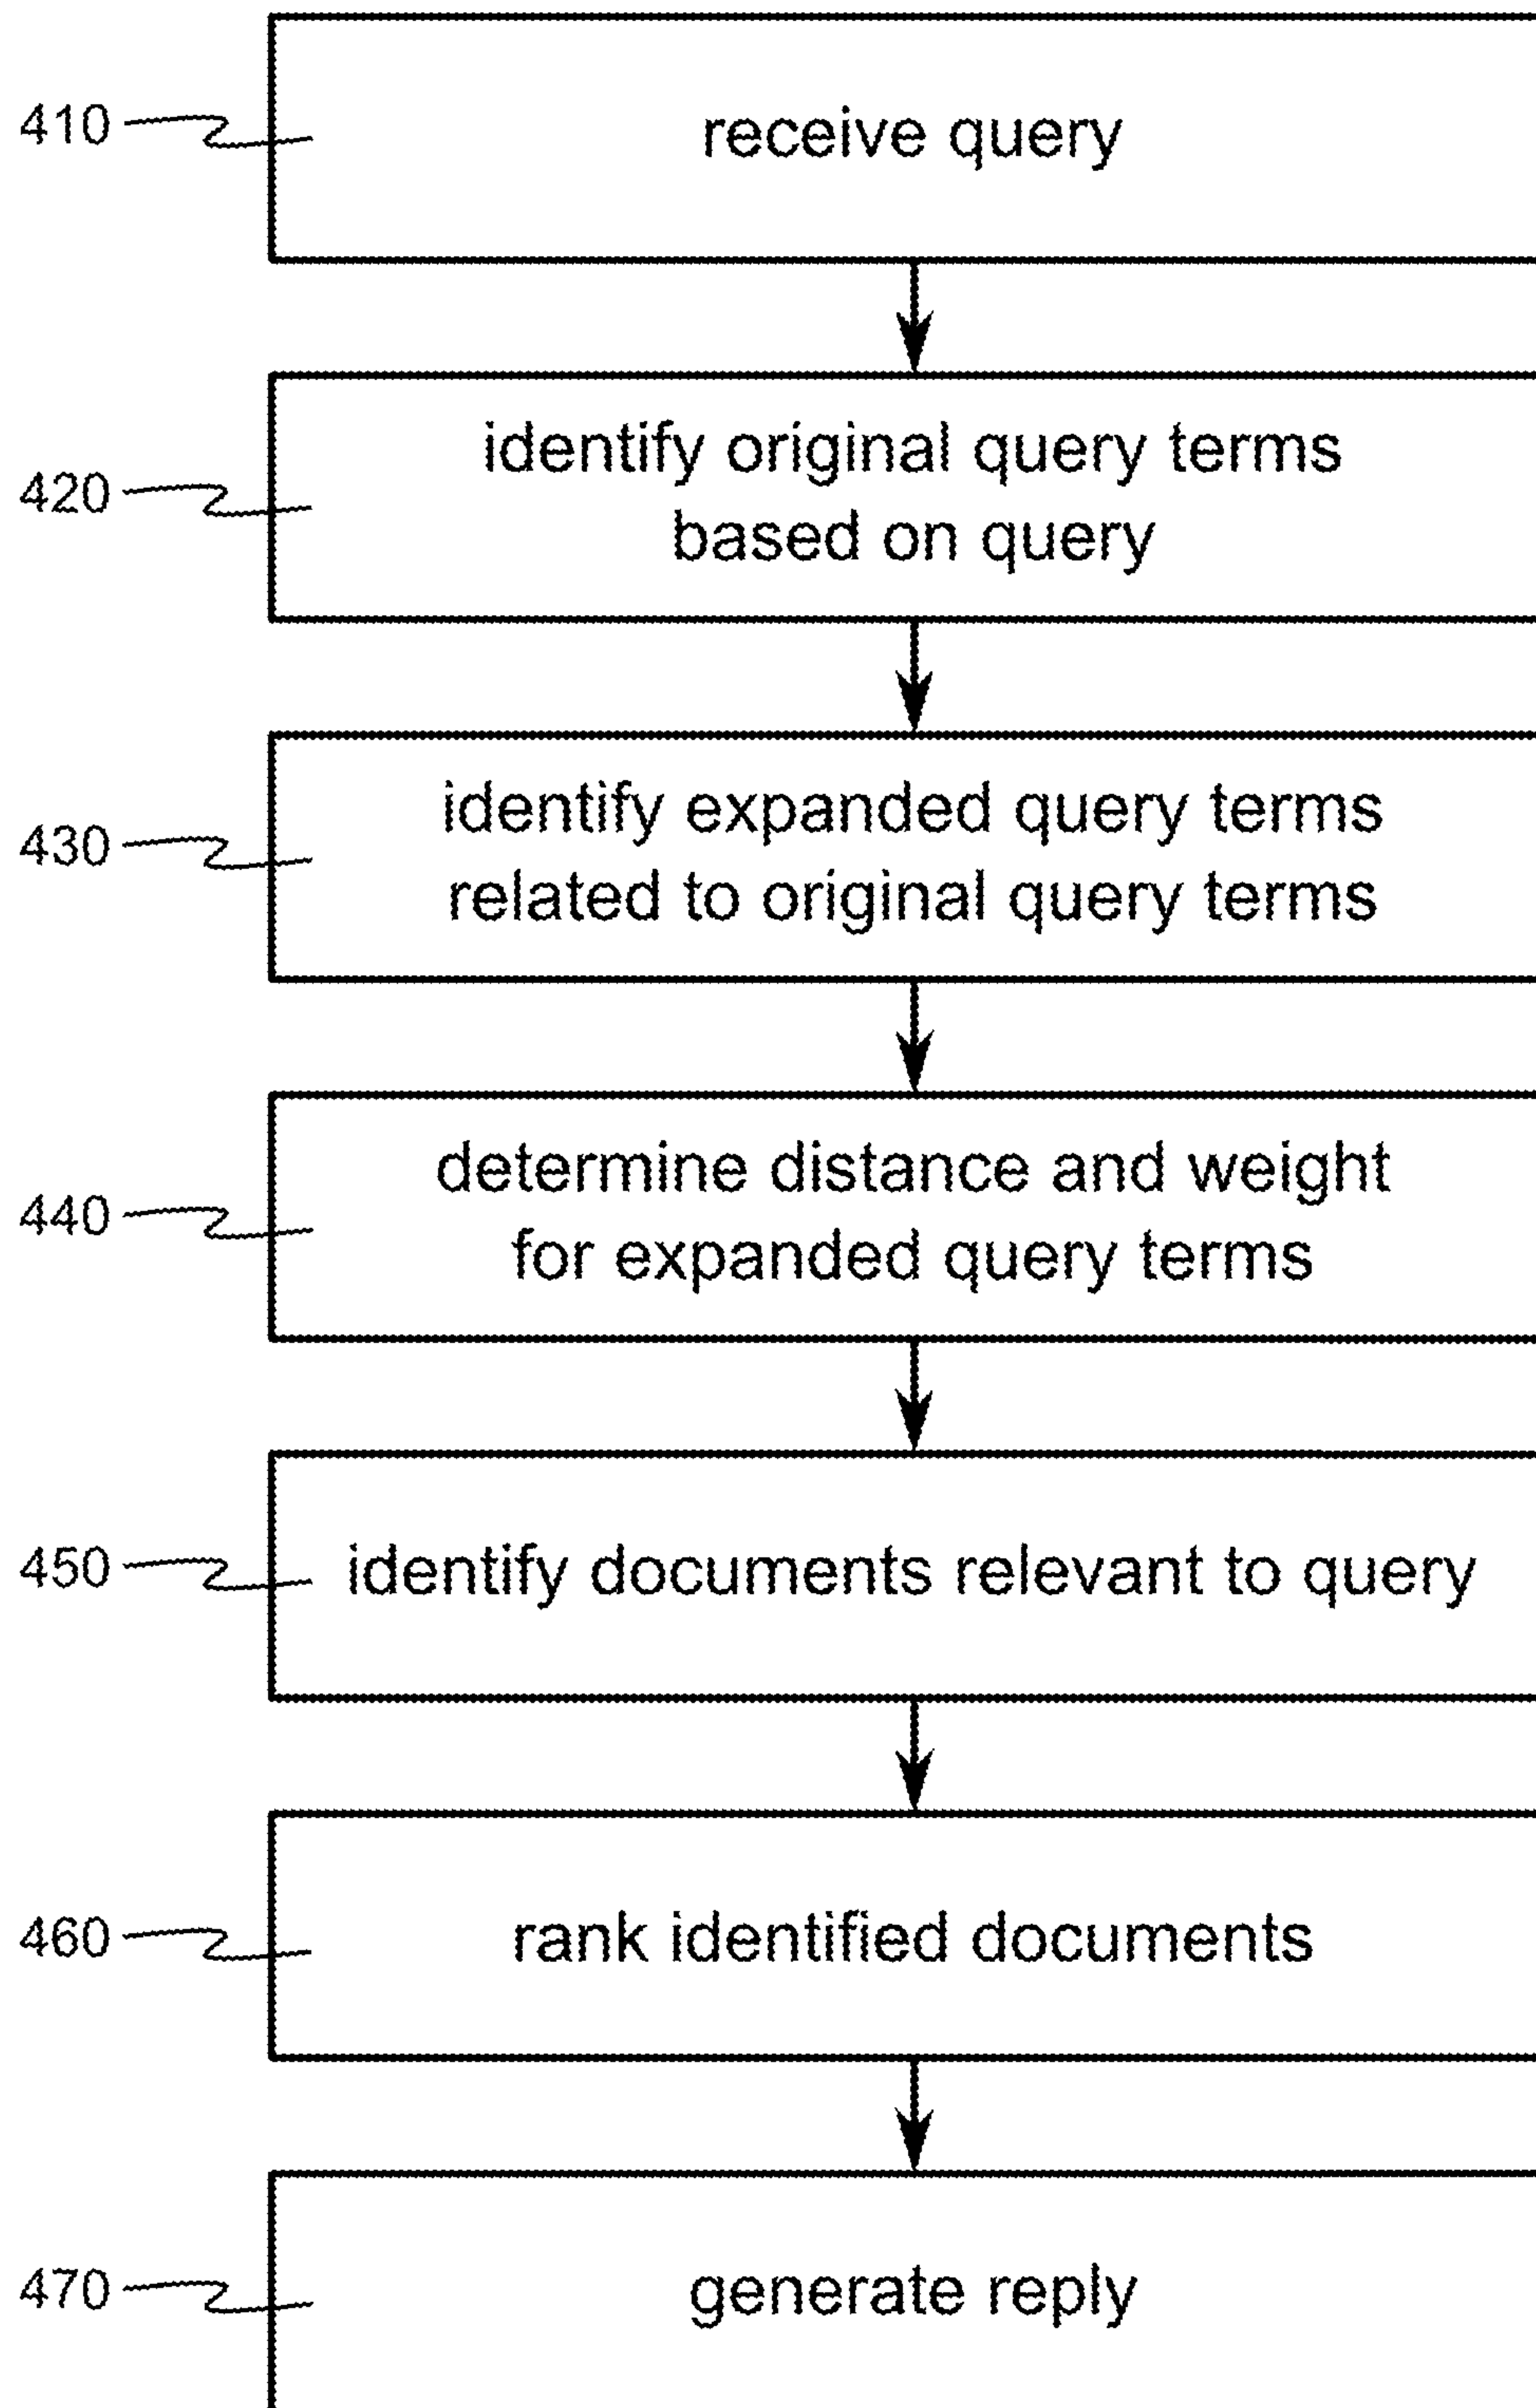 410
receive query
420
identify original query terms
based on query
430
identify expanded query terms
related to original query terms
440
determine distance and weight
for expanded query terms
450
identify documents relevant to query
460
rank identified documents
470
generate reply